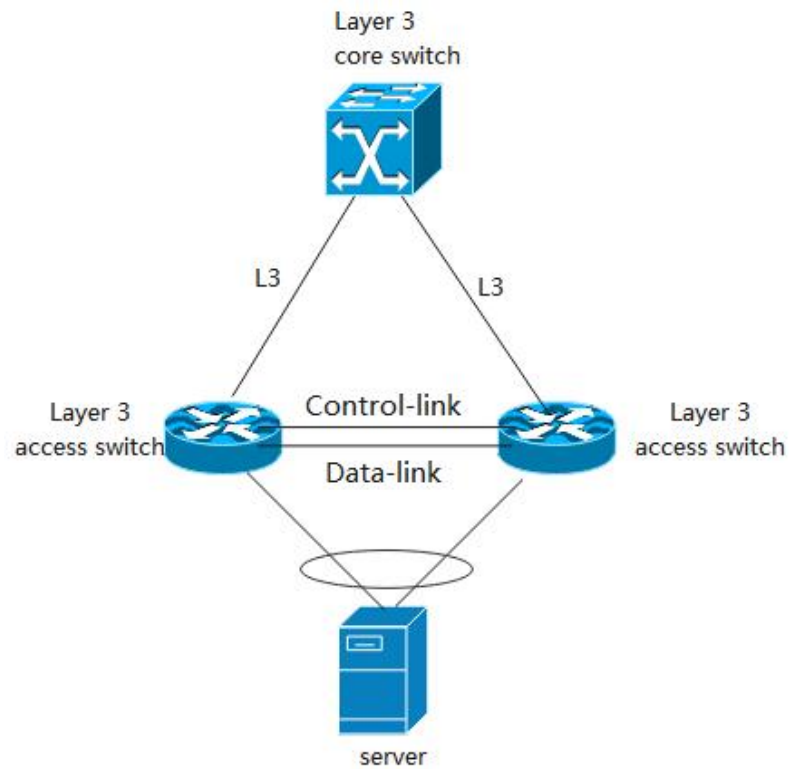 Layer 3
core switch
L3
L3
Layer 3
access switch
Control-link
Data-link
Layer 3
access switch
server